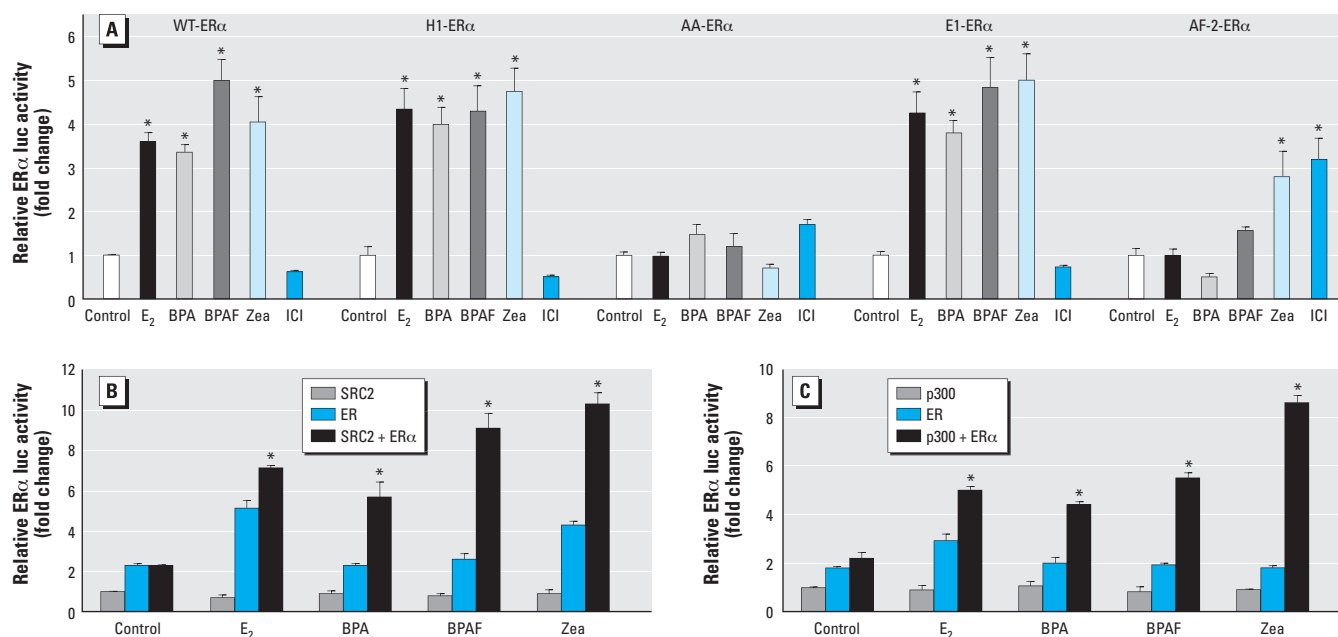 A
WT-ERα H1-ERα AA-ERα E1-ERα AF-2-ERα
Relative ERα luc activity
(fold change)
6
5
4
3
2
1
0
* * * * * * * * * * * * * *
Control E₂ BPA BPAF Zea ICI Control E₂ BPA BPAF Zea ICI Control E₂ BPA BPAF Zea ICI Control E₂ BPA BPAF Zea ICI Control E₂ BPA BPAF Zea ICI
B
Relative ERα luc activity
(fold change)
12
10
8
6
4
2
0
SRC2
ER
SRC2 + ERα
* * * *
Control E₂ BPA BPAF Zea
C
Relative ERα luc activity
(fold change)
10
8
6
4
2
0
p300
ER
p300 + ERα
* * * *
Control E₂ BPA BPAF Zea